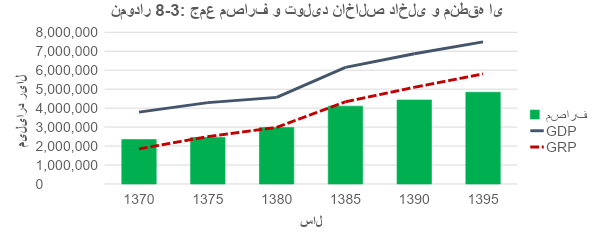 نمودار 8-3: جمع مصارف و تولید ناخالص داخلی و منطقه ای
8,000,000
7,000,000
6,000,000
5,000,000
4,000,000
3,000,000
2,000,000
1,000,000
0
میلیارد ریال
1370 1375 1380 1385 1390 1395
سال
مصارف
GDP
GRP